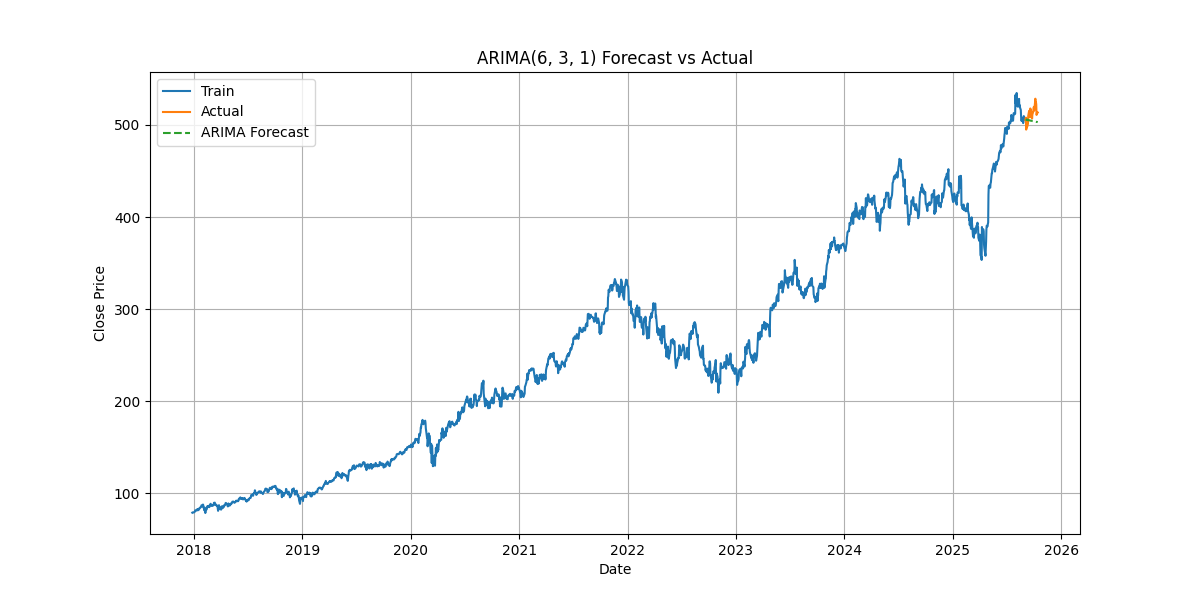 ARIMA(6, 3, 1) Forecast vs Actual
Train
Actual
ARIMA Forecast
Close Price
500
400
300
200
100
2018 2019 2020 2021 2022 2023 2024 2025 2026
Date